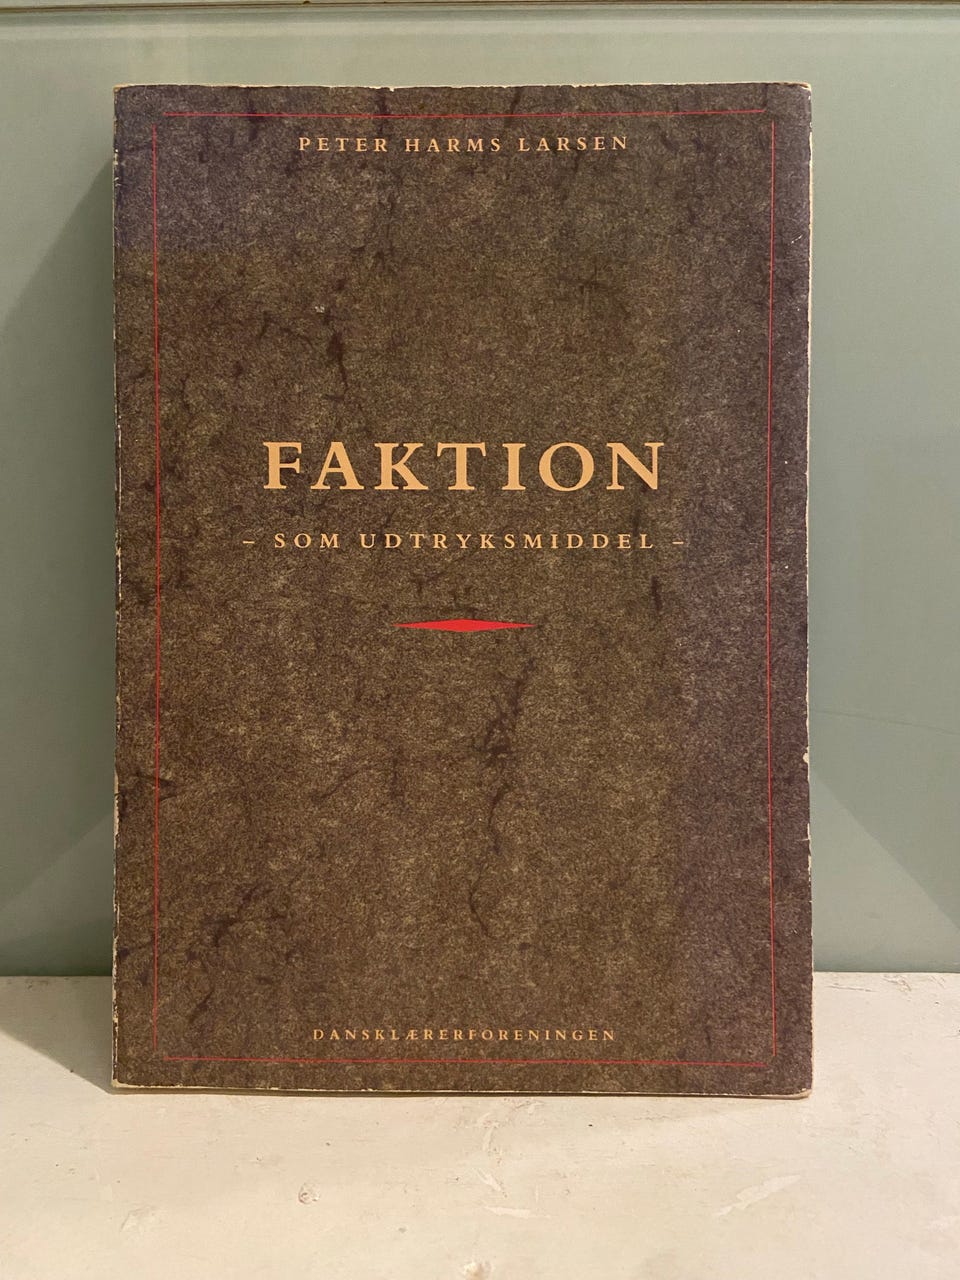 PETER HARMS LARSEN
FAKTION
– SOM UDTRYKSMIDDEL –
DANSKLÆRERFORENINGEN